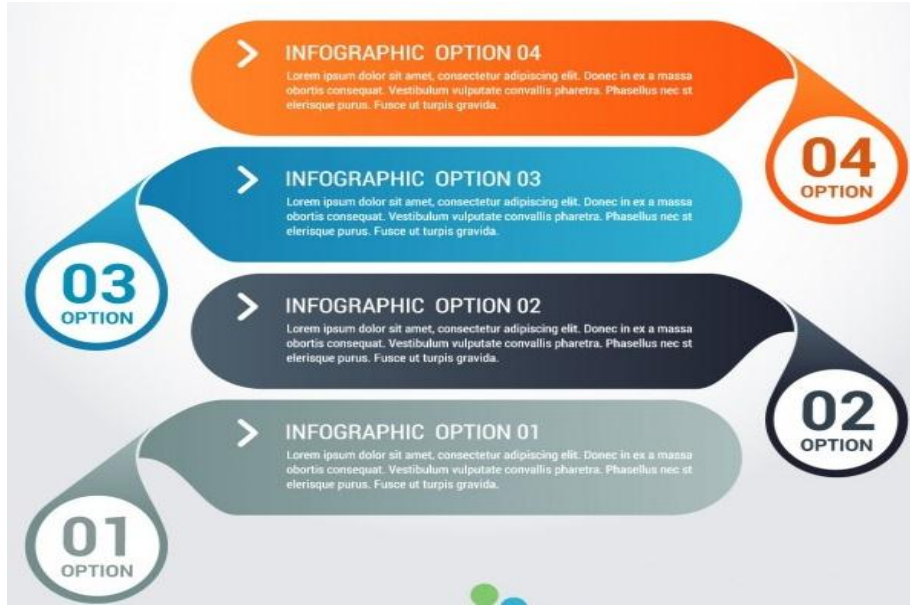 INFOGRAPHIC OPTION 04
Lorem ipsum dolor sit amet, consectetur adipiscing elit. Donec in ex a massa
obortis consequat. Vestibulum vulputate convallis pharetra. Phasellus nec st
elerisque purus. Fusce ut turpis gravida.
04
OPTION
INFOGRAPHIC OPTION 03
Lorem ipsum dolor sit amet, consectetur adipiscing elit. Donec in ex a massa
obortis consequat. Vestibulum vulputate convallis pharetra. Phasellus nec st
elerisque purus. Fusce ut turpis gravida.
03
OPTION
INFOGRAPHIC OPTION 02
Lorem ipsum dolor sit amet, consectetur adipiscing elit. Donec in ex a massa
obortis consequat. Vestibulum vulputate convallis pharetra. Phasellus nec st
elerisque purus. Fusce ut turpis gravida.
02
OPTION
INFOGRAPHIC OPTION 01
Lorem ipsum dolor sit amet, consectetur adipiscing elit. Donec in ex a massa
obortis consequat. Vestibulum vulputate convallis pharetra. Phasellus nec st
elerisque purus. Fusce ut turpis gravida.
01
OPTION